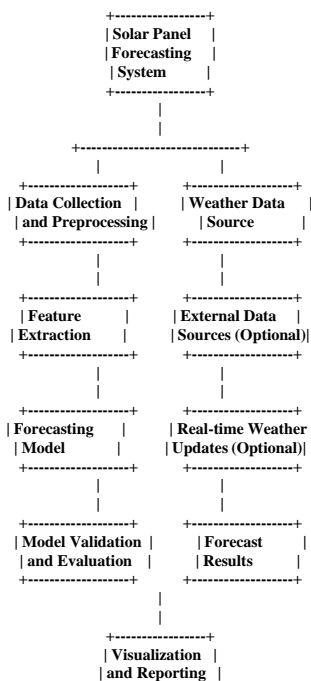 +-----------------+
| Solar Panel |
| Forecasting |
| System |
+-----------------+
|
|
+------------------------------+
| |
+-------------------+ +-------------------+
| Data Collection | | Weather Data |
| and Preprocessing | | Source |
+-------------------+ +-------------------+
| |
| |
+-------------------+ +-------------------+
| Feature | | External Data |
| Extraction | | Sources (Optional)|
+-------------------+ +-------------------+
| |
| |
+-------------------+ +-------------------+
| Forecasting | | Real-time Weather
| Model | | Updates (Optional)|
+-------------------+ +-------------------+
| |
| |
+-------------------+ +-------------------+
| Model Validation | | Forecast |
| and Evaluation | | Results |
+-------------------+ +-------------------+
|
|
+-----------------+
| Visualization |
| and Reporting |